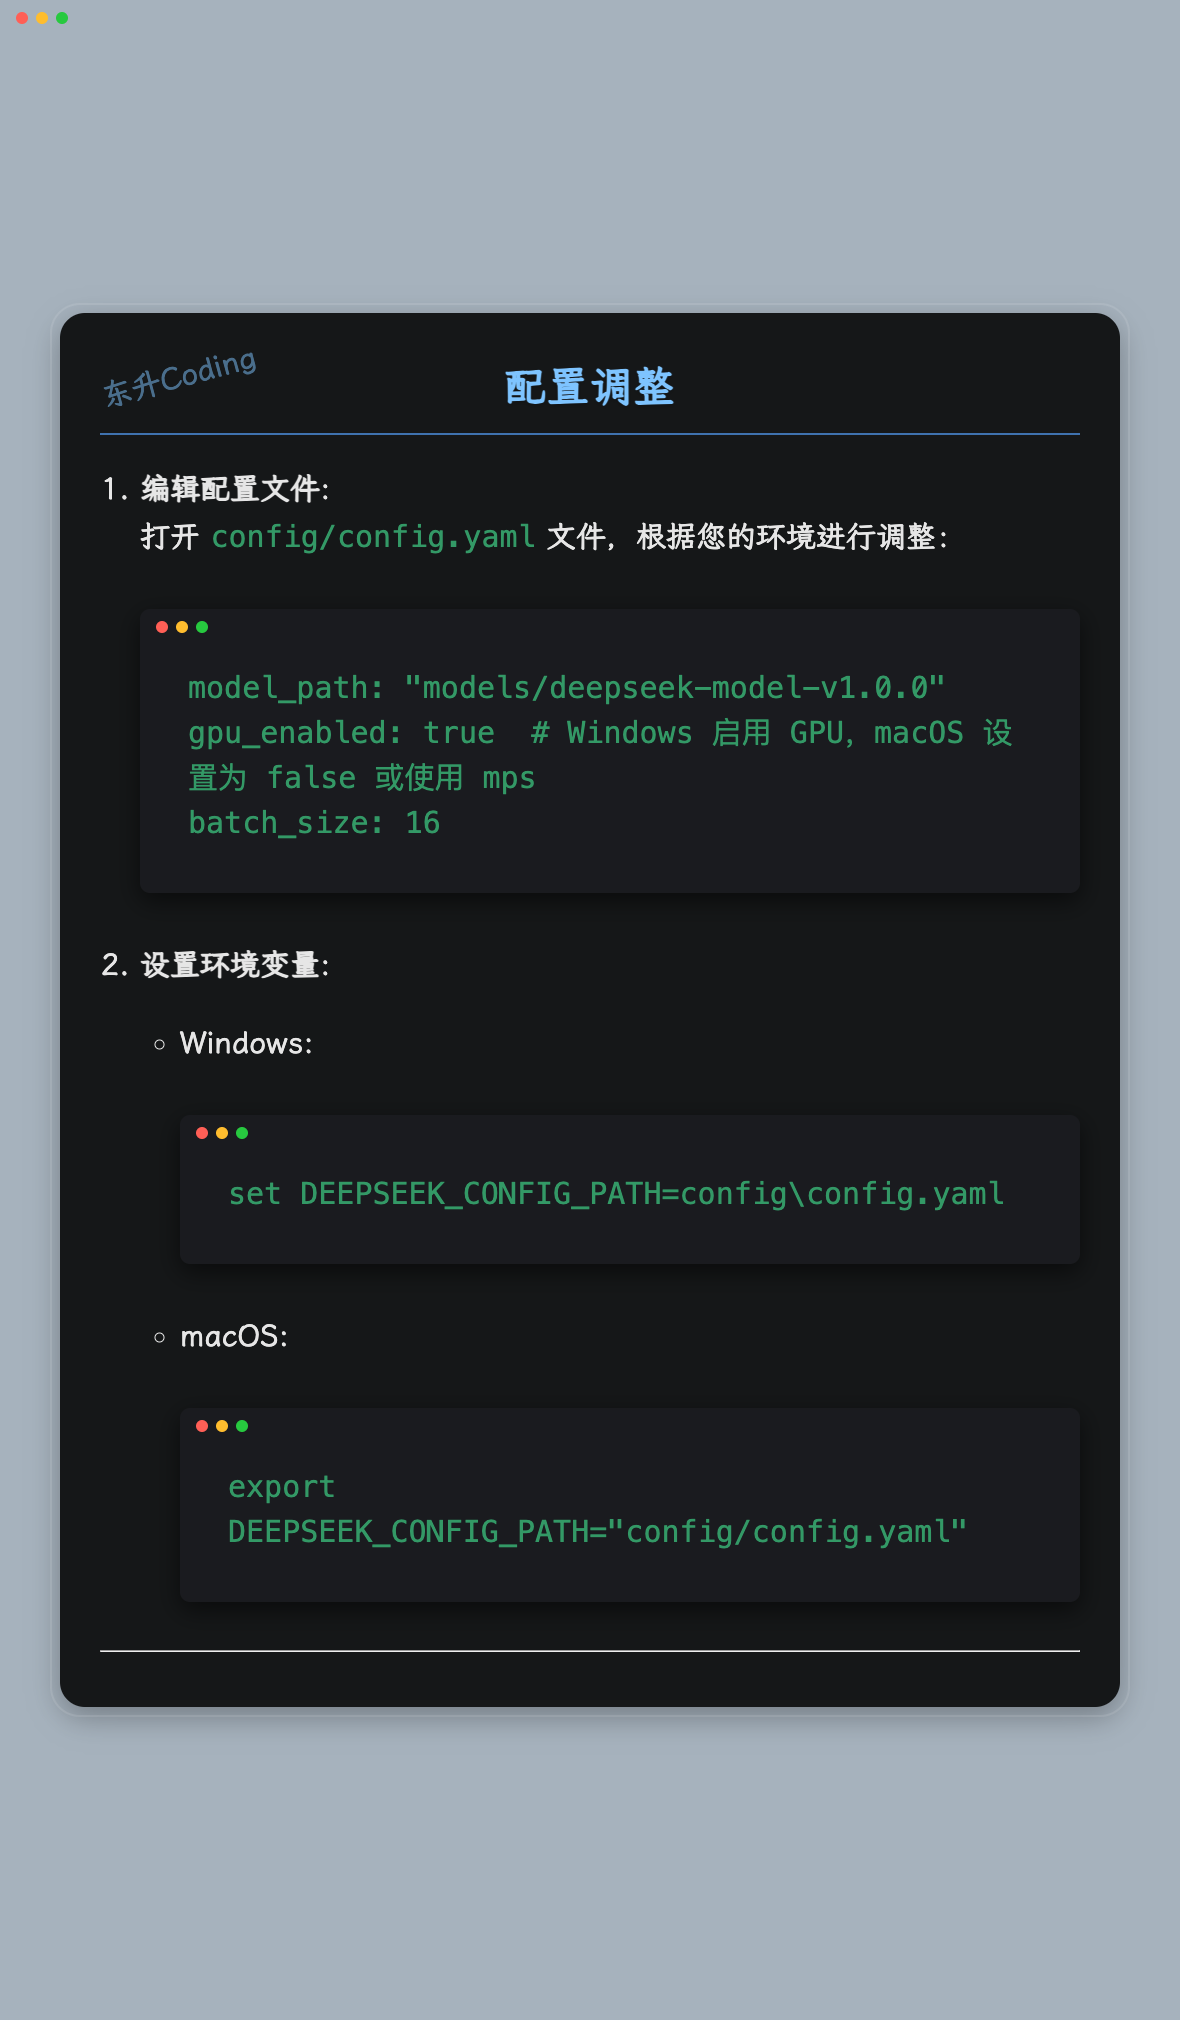 东升Coding
配置调整
1. 编辑配置文件:
打开 config/config.yaml 文件，根据您的环境进行调整：
model_path: "models/deepseek-model-v1.0.0"
gpu_enabled: true  # Windows 启用 GPU，macOS 设
置为 false 或使用 mps
batch_size: 16
2. 设置环境变量:
Windows:
set DEEPSEEK_CONFIG_PATH=config\config.yaml
macOS:
export
DEEPSEEK_CONFIG_PATH="config/config.yaml"